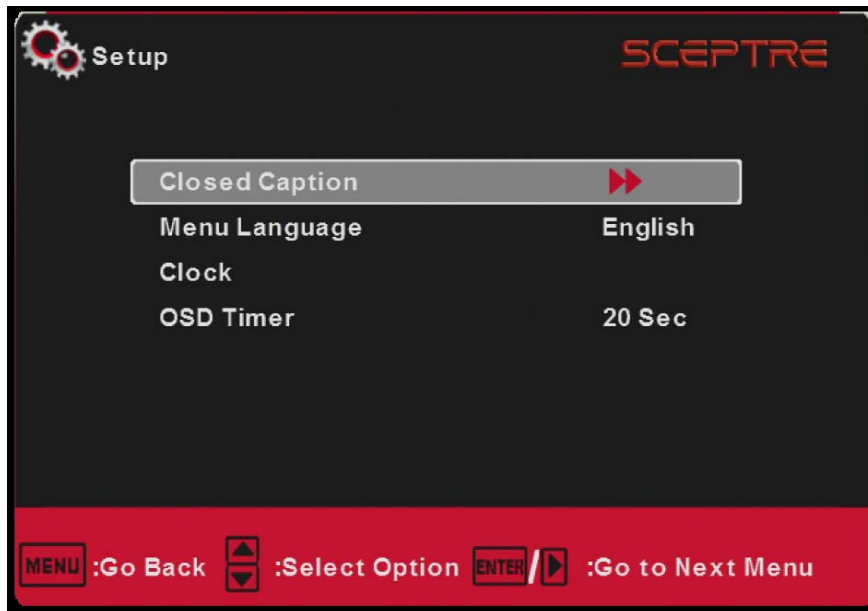 Setup
SCEPTRE
Closed Caption
Menu Language English
Clock
OSD Timer 20 Sec
MENU :Go Back :Select Option ENTER/ :Go to Next Menu